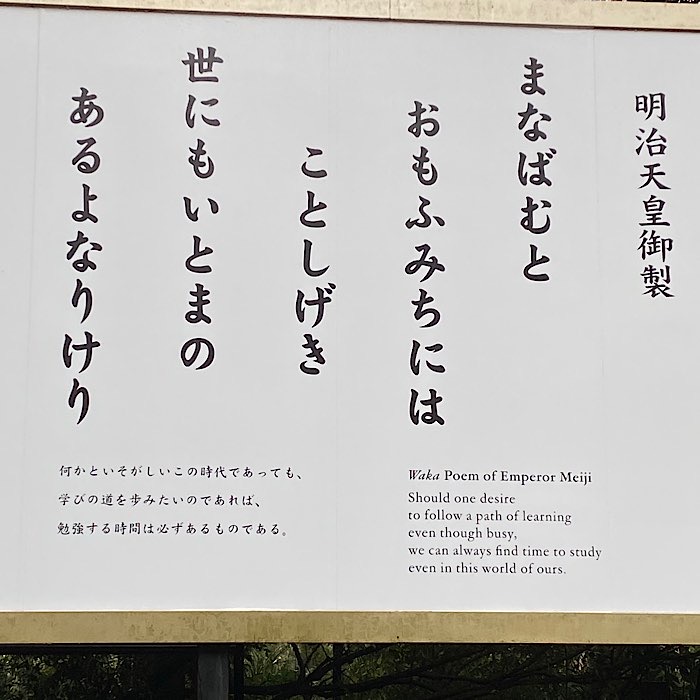 明治天皇御製
まなばむと
おもふみちには
ことしげき
世にもいとまの
あるよなりけり
何かといそがしいこの時代であっても、
学びの道を歩みたいのであれば、
勉強する時間は必ずあるものである。
Waka Poem of Emperor Meiji
Should one desire
to follow a path of learning
even though busy,
we can always find time to study
even in this world of ours.